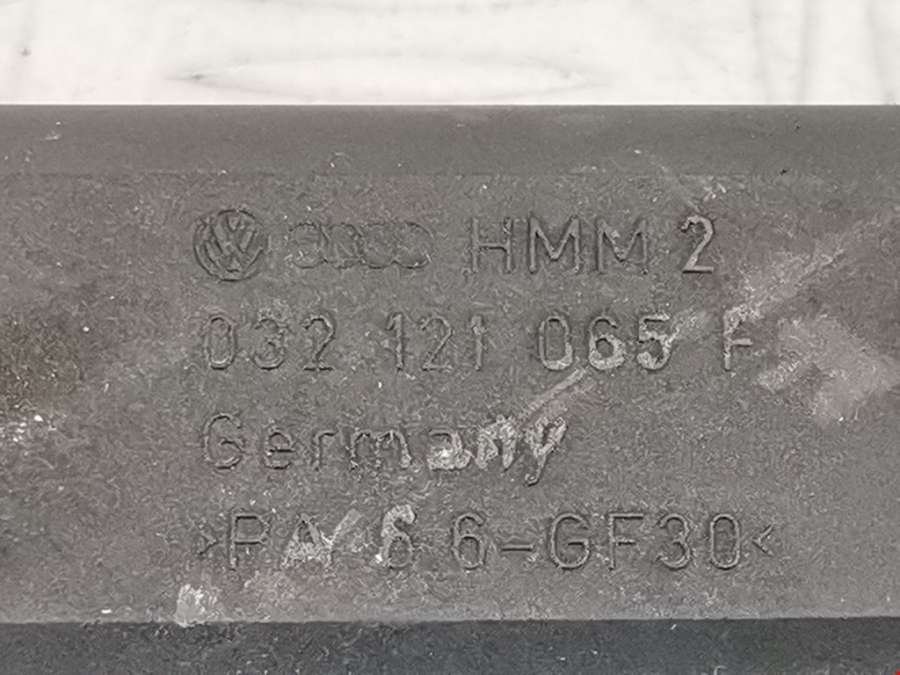 HMM 2
032 121 065 F
Germany
>PA 6.6-GF30<